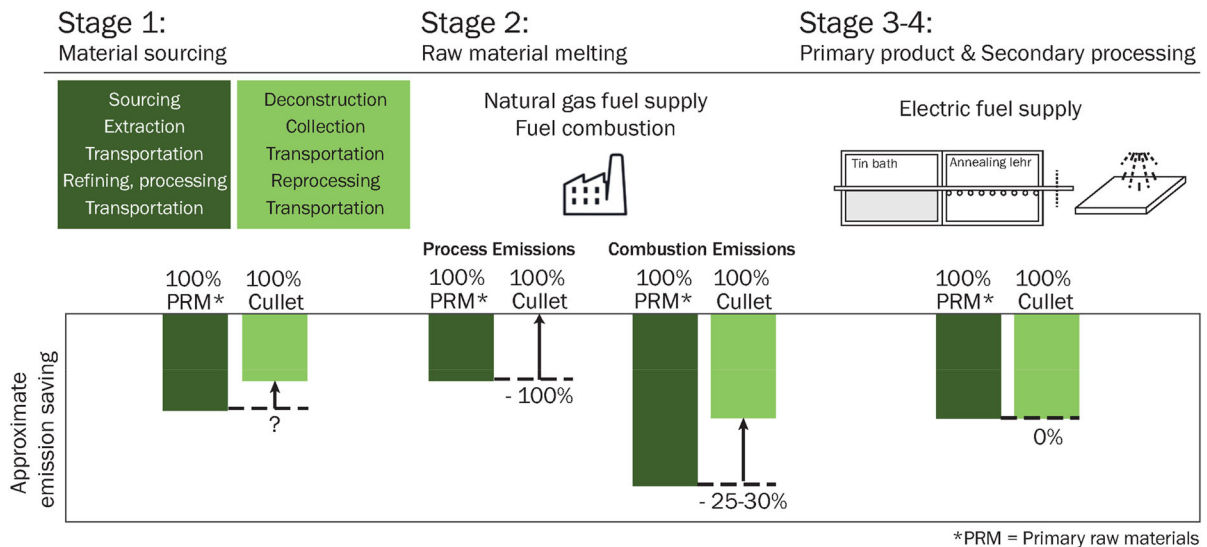 Stage 1:
Material sourcing
Stage 2:
Raw material melting
Stage 3-4:
Primary product & Secondary processing
Sourcing
Extraction
Transportation
Refining, processing
Transportation
Deconstruction
Collection
Transportation
Reprocessing
Transportation
Natural gas fuel supply
Fuel combustion
Electric fuel supply
Tin bath
Annealing lehr
Process Emissions
Combustion Emissions
100%
PRM*
100%
Cullet
100%
PRM*
100%
Cullet
100%
PRM*
100%
Cullet
100%
PRM*
100%
Cullet
Approximate
emission saving
?
- 100%
- 25-30%
0%
*PRM = Primary raw materials